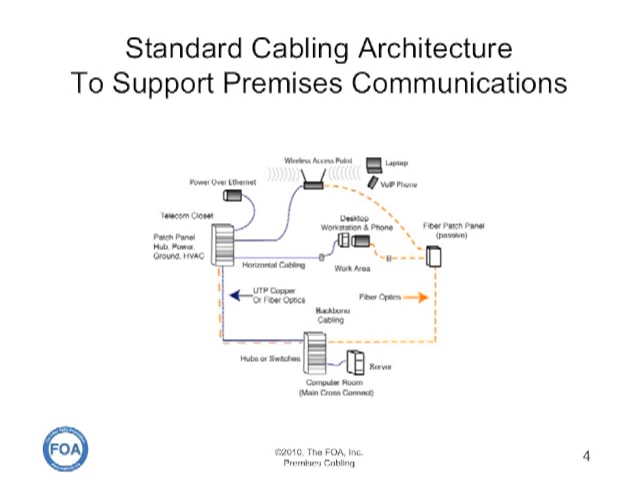 Standard Cabling Architecture
To Support Premises Communications
Wireless Access Point
Laptop
VoIP Phone
Power Over Ethernet
Telecom Closet
Patch Panel
Hub, Power,
Ground, HVAC
Desktop
Workstation & Phone
Fiber Patch Panel
(passive)
Horizontal Cabling
Work Area
UTP Copper
Or Fiber Optics
Fiber Optics
Backbone
Cabling
Hubs or Switches
Server
Computer Room
(Main Cross Connect)
FOA
©2010, The FOA, Inc.
Premises Cabling
4